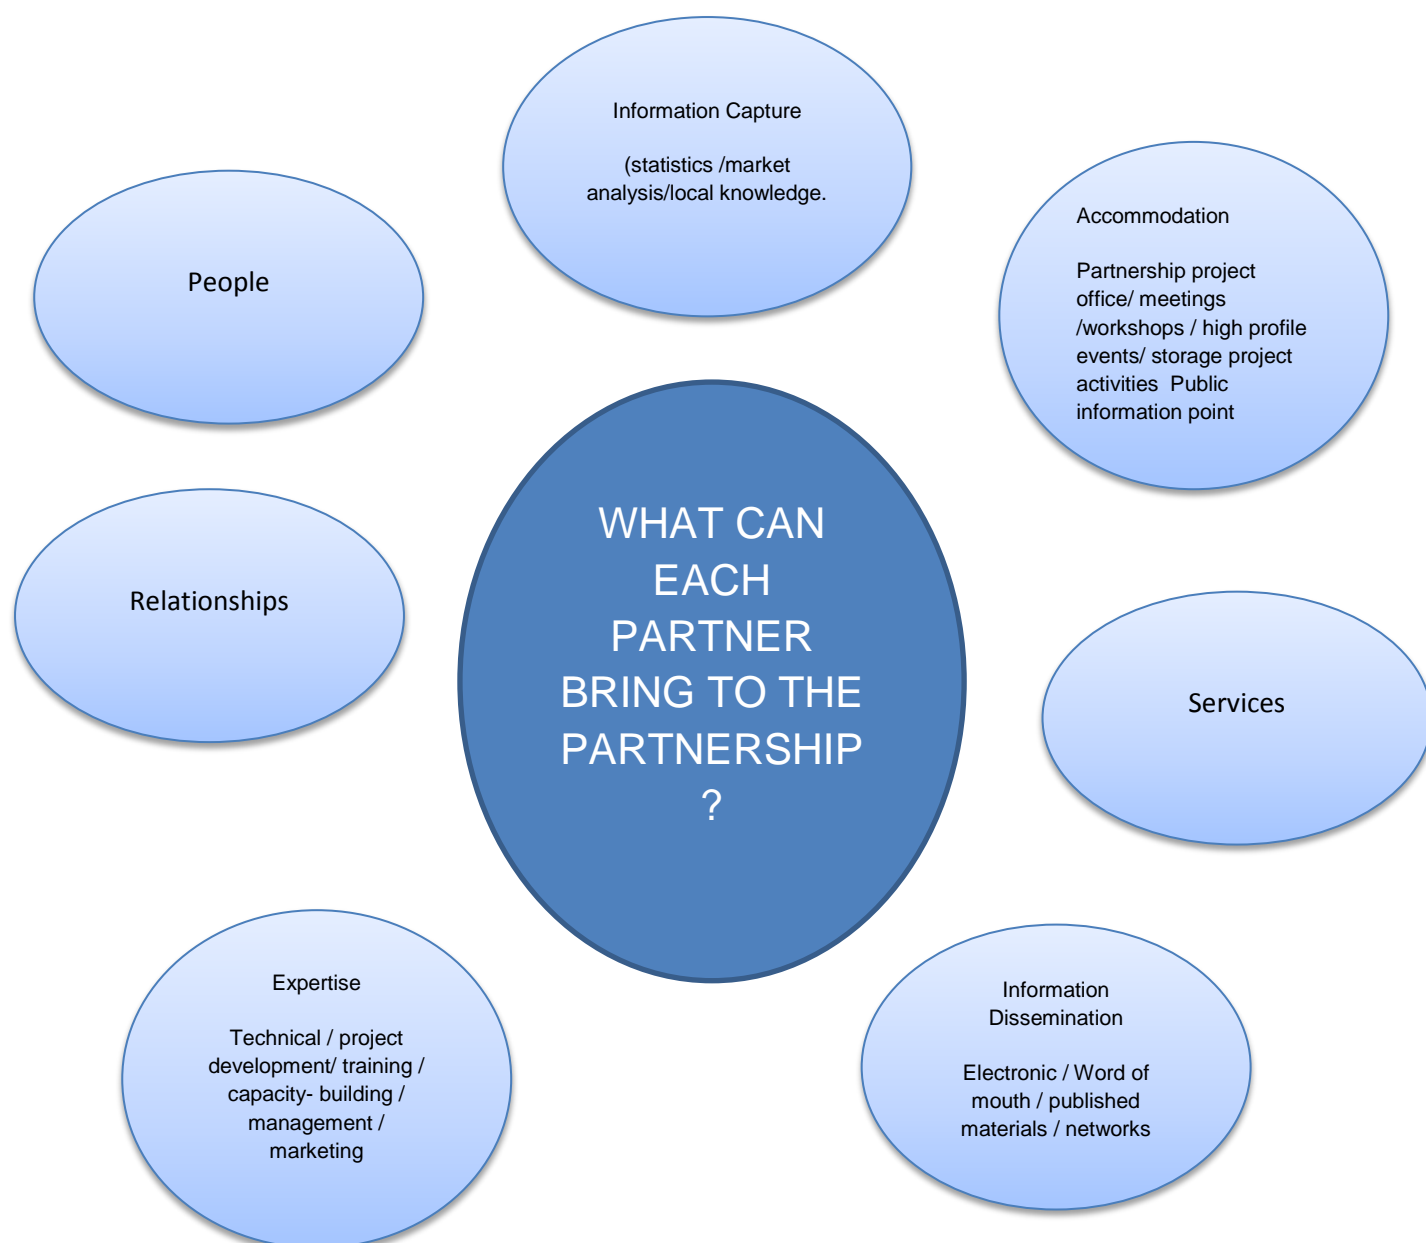 Information Capture
(statistics /market
analysis/local knowledge.
People
Accommodation
Partnership project
office/ meetings
/workshops / high profile
events/ storage project
activities  Public
information point
Relationships
WHAT CAN
EACH
PARTNER
BRING TO THE
PARTNERSHIP
?
Services
Expertise
Technical / project
development/ training /
capacity- building /
management /
marketing
Information
Dissemination
Electronic / Word of
mouth / published
materials / networks